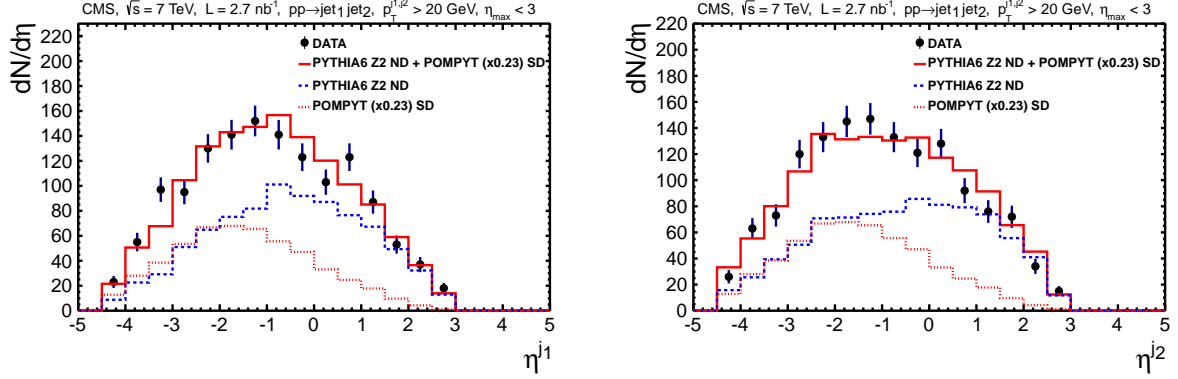 CMS, √s = 7 TeV, L = 2.7 nb⁻¹, pp→jet₁ jet₂, p_T^{j1,j2} > 20 GeV, η_max < 3
dN/dη
220
200
180
160
140
120
100
80
60
40
20
0
DATA
PYTHIA6 Z2 ND + POMPYT (x0.23) SD
PYTHIA6 Z2 ND
POMPYT (x0.23) SD
-5 -4 -3 -2 -1 0 1 2 3 4 5
η^{j1}
CMS, √s = 7 TeV, L = 2.7 nb⁻¹, pp→jet₁ jet₂, p_T^{j1,j2} > 20 GeV, η_max < 3
dN/dη
220
200
180
160
140
120
100
80
60
40
20
0
DATA
PYTHIA6 Z2 ND + POMPYT (x0.23) SD
PYTHIA6 Z2 ND
POMPYT (x0.23) SD
-5 -4 -3 -2 -1 0 1 2 3 4 5
η^{j2}